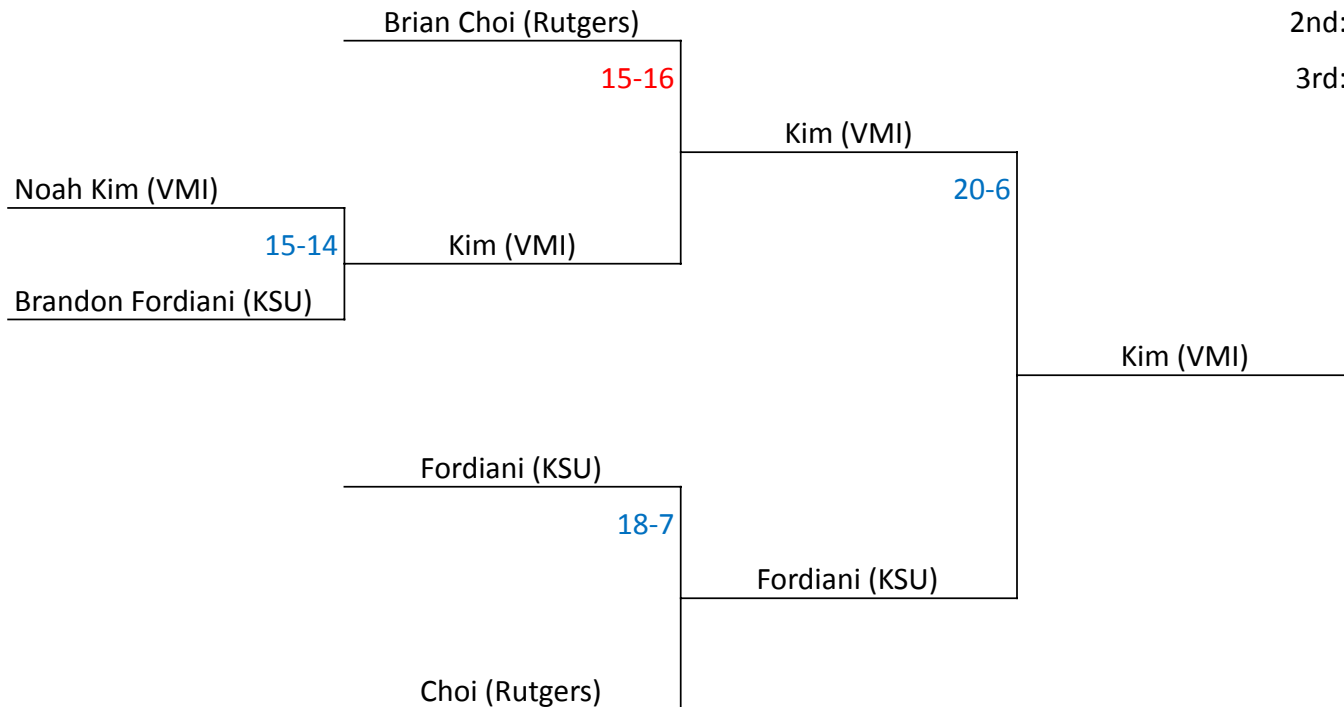 Brian Choi (Rutgers)
2nd:
15-16
3rd:
Kim (VMI)
Noah Kim (VMI)
20-6
15-14
Kim (VMI)
Brandon Fordiani (KSU)
Kim (VMI)
Fordiani (KSU)
18-7
Fordiani (KSU)
Choi (Rutgers)